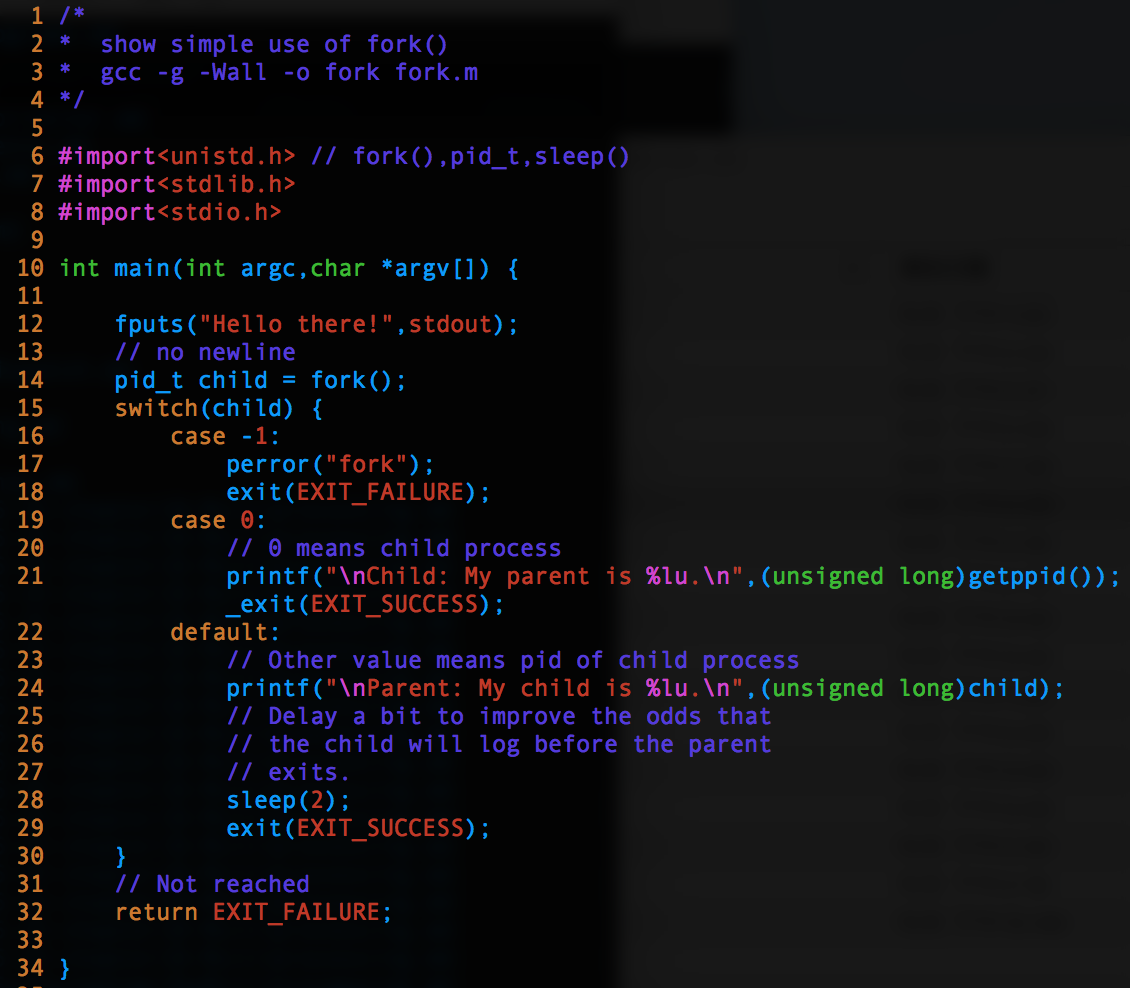 1 /*
2 *  show simple use of fork()
3 *  gcc -g -Wall -o fork fork.m
4 */
5
6 #import<unistd.h> // fork(),pid_t,sleep()
7 #import<stdlib.h>
8 #import<stdio.h>
9
10 int main(int argc,char *argv[]) {
11
12     fputs("Hello there!",stdout);
13     // no newline
14     pid_t child = fork();
15     switch(child) {
16         case -1:
17             perror("fork");
18             exit(EXIT_FAILURE);
19         case 0:
20             // 0 means child process
21             printf("\nChild: My parent is %lu.\n",(unsigned long)getppid());
            _exit(EXIT_SUCCESS);
22         default:
23             // Other value means pid of child process
24             printf("\nParent: My child is %lu.\n",(unsigned long)child);
25             // Delay a bit to improve the odds that
26             // the child will log before the parent
27             // exits.
28             sleep(2);
29             exit(EXIT_SUCCESS);
30     }
31     // Not reached
32     return EXIT_FAILURE;
33
34 }